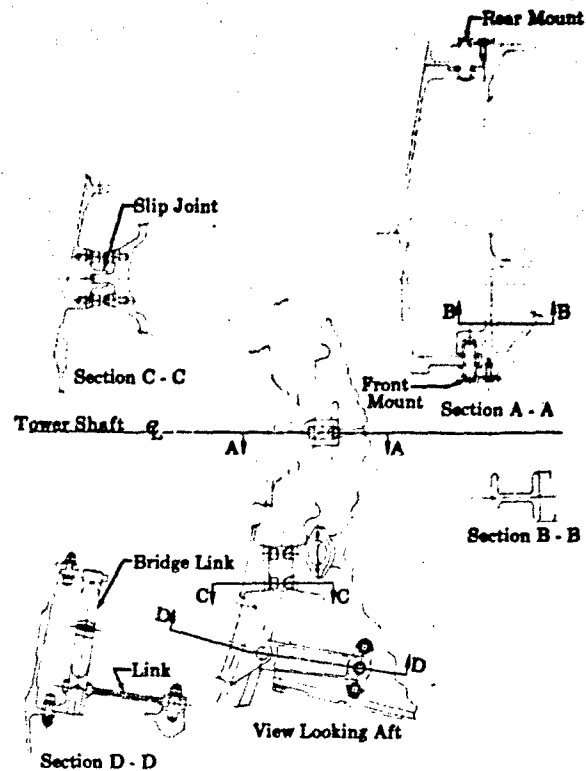 Rear Mount
Slip Joint
B
B
Section C - C
Front
Mount
Section A - A
Tower Shaft ℄
A
A
Section B - B
Bridge Link
C
C
D
D
Link
View Looking Aft
Section D - D